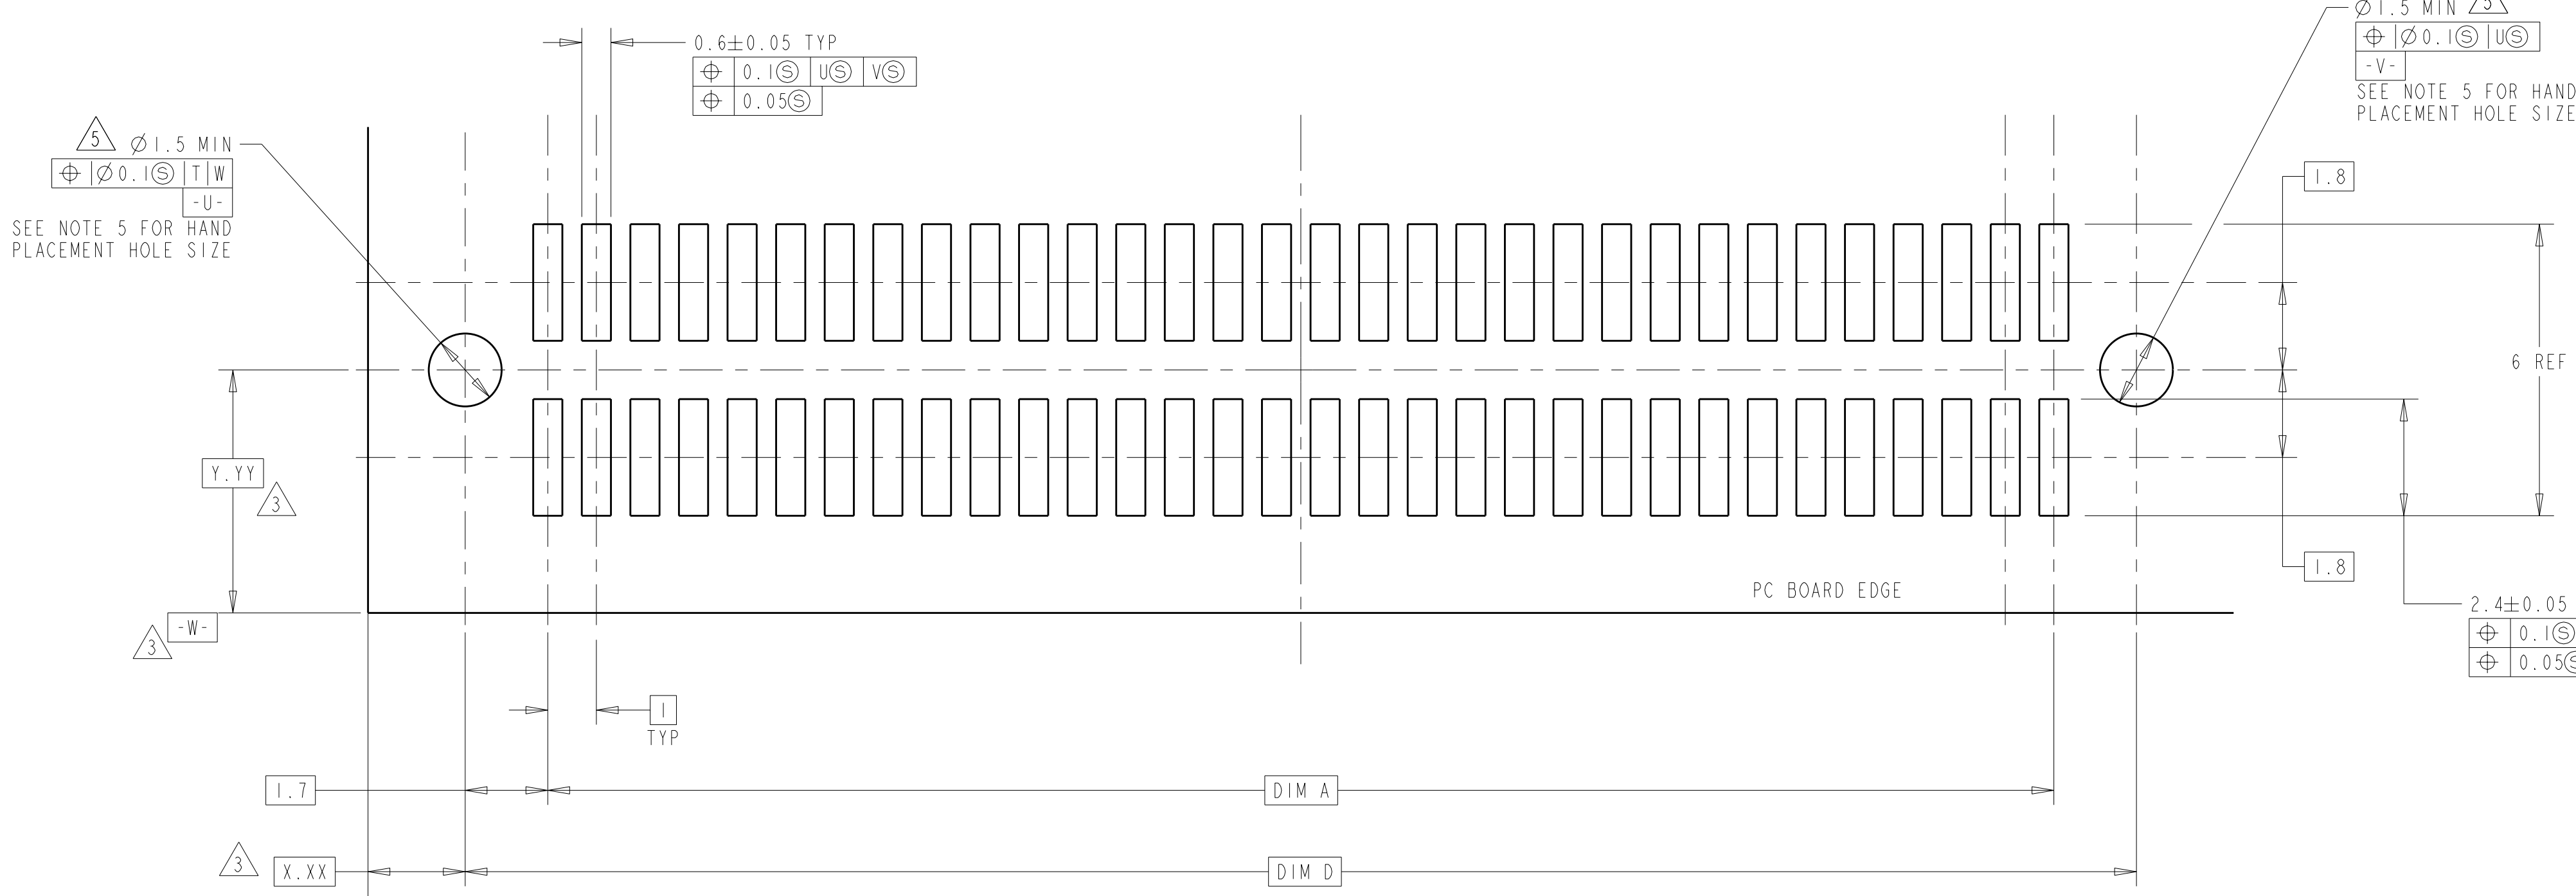 Ø1.5 MIN 5
⌖ Ø0.1Ⓢ UⓈ
-V-
SEE NOTE 5 FOR HAND
PLACEMENT HOLE SIZE
0.6±0.05 TYP
⌖ 0.1Ⓢ UⓈ VⓈ
⌖ 0.05Ⓢ
5 Ø1.5 MIN
⌖ Ø0.1Ⓢ T W
-U-
SEE NOTE 5 FOR HAND
PLACEMENT HOLE SIZE
1.8
6 REF
Y.YY
3
1.8
PC BOARD EDGE
2.4±0.05
⌖ 0.1Ⓢ
⌖ 0.05Ⓢ
-W-
3
1
TYP
1.7
DIM A
3
X.XX
DIM D